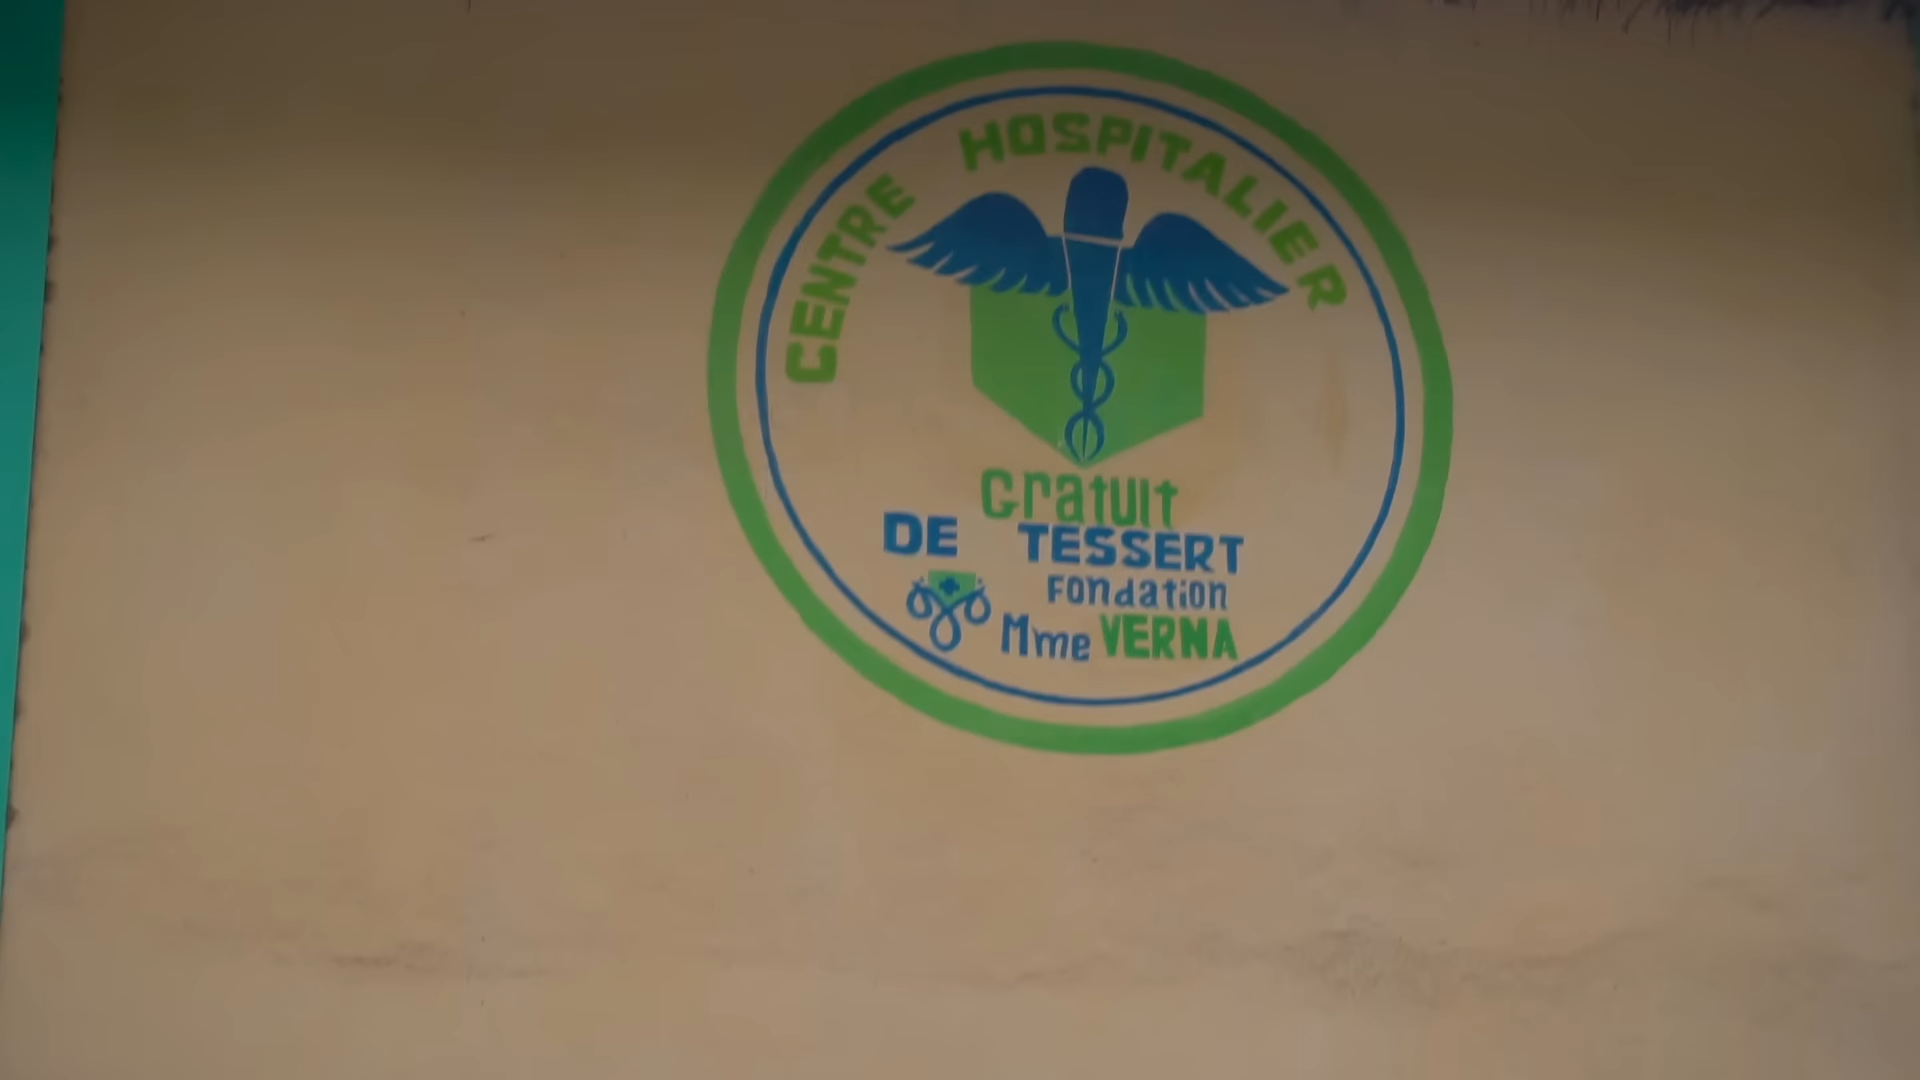 CENTRE HOSPITALIER
Gratuit
DE TESSERT
Fondation
Mme VERNA